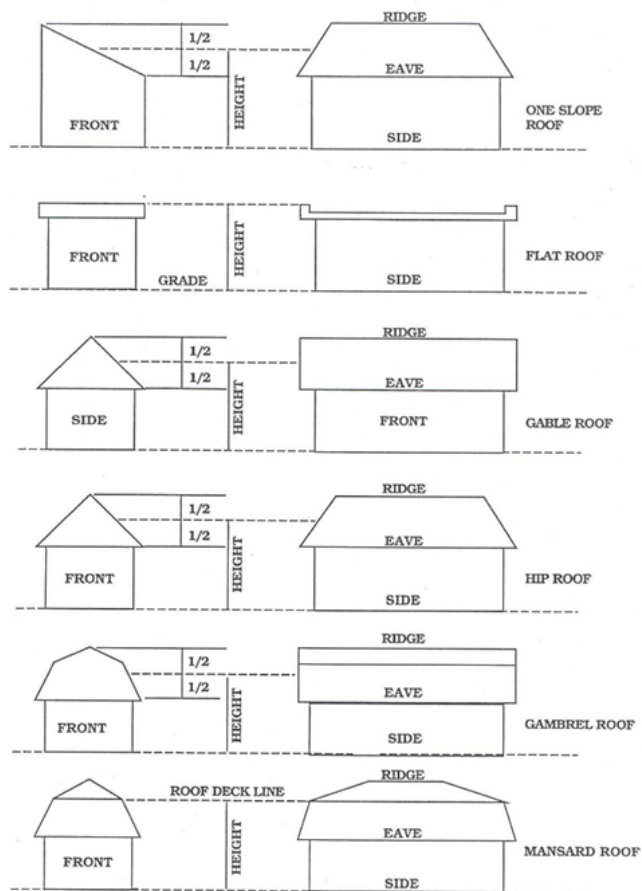 RIDGE
1/2
1/2
HEIGHT
EAVE
FRONT
SIDE
ONE SLOPE
ROOF
FRONT
HEIGHT
GRADE
SIDE
FLAT ROOF
RIDGE
1/2
1/2
HEIGHT
EAVE
SIDE
FRONT
GABLE ROOF
RIDGE
1/2
1/2
HEIGHT
EAVE
FRONT
SIDE
HIP ROOF
RIDGE
1/2
1/2
HEIGHT
EAVE
FRONT
SIDE
GAMBREL ROOF
RIDGE
ROOF DECK LINE
HEIGHT
EAVE
FRONT
SIDE
MANSARD ROOF